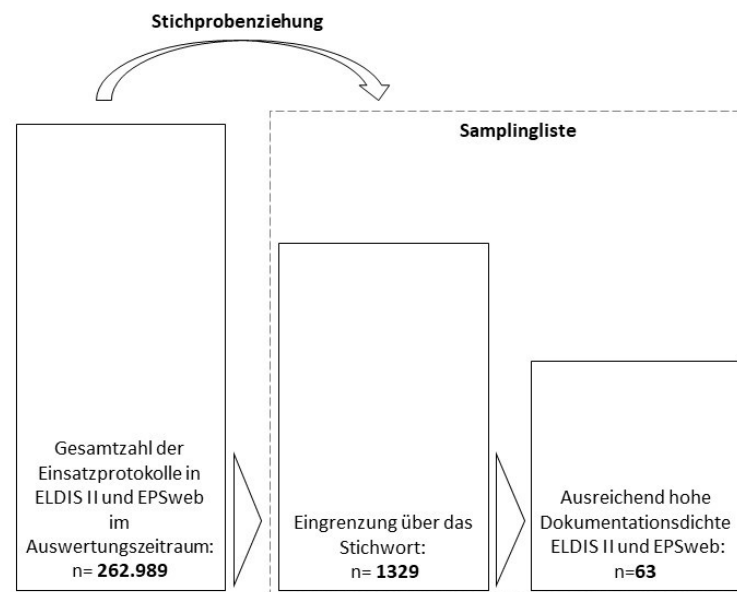 Stichprobenziehung
Samplingliste
Gesamtzahl der
Einsatzprotokolle in
ELDIS II und EPSweb
im
Auswertungszeitraum:
n= 262.989
Eingrenzung über das
Stichwort:
n= 1329
Ausreichend hohe
Dokumentationsdichte
ELDIS II und EPSweb:
n=63